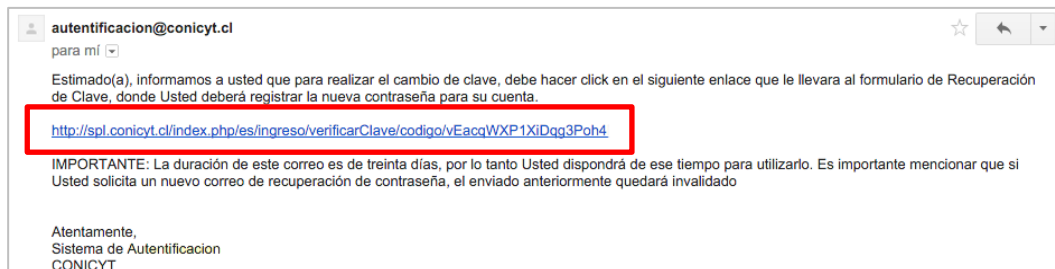 autentificacion@conicyt.cl
para mí
Estimado(a), informamos a usted que para realizar el cambio de clave, debe hacer click en el siguiente enlace que le llevara al formulario de Recuperación
de Clave, donde Usted deberá registrar la nueva contraseña para su cuenta.
http://spl.conicyt.cl/index.php/es/ingreso/verificarClave/codigo/vEacqWXP1XiDqg3Poh4
IMPORTANTE: La duración de este correo es de treinta días, por lo tanto Usted dispondrá de ese tiempo para utilizarlo. Es importante mencionar que si
Usted solicita un nuevo correo de recuperación de contraseña, el enviado anteriormente quedará invalidado
Atentamente,
Sistema de Autentificacion
CONICYT